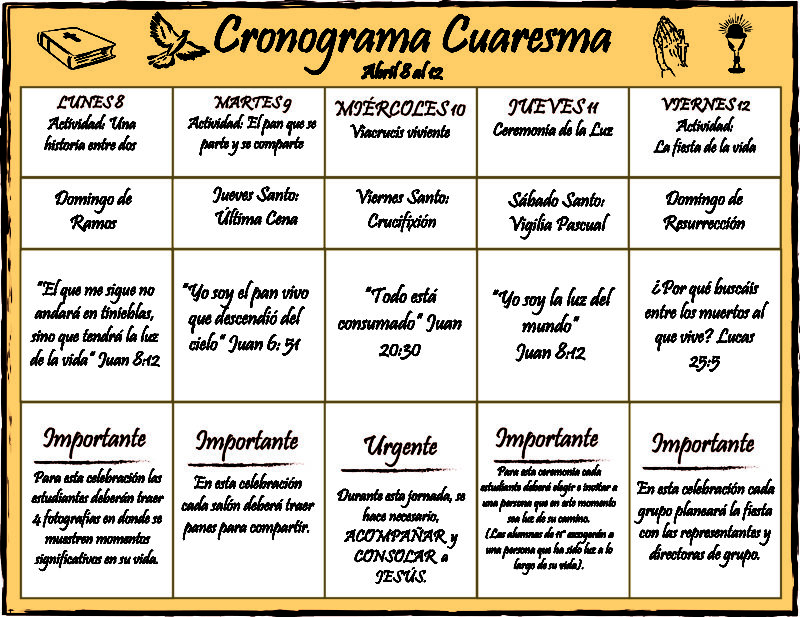 Cronograma Cuaresma
Abril 8 al 12
LUNES 8
Actividad: Una
historia entre dos
MARTES 9
Actividad: El pan que se
parte y se comparte
MIÉRCOLES 10
Viacrucis viviente
JUEVES 11
Ceremonia de la Luz
VIERNES 12
Actividad:
La fiesta de la vida
Domingo de
Ramos
Jueves Santo:
Última Cena
Viernes Santo:
Crucifixión
Sábado Santo:
Vigilia Pascual
Domingo de
Resurrección
"El que me sigue no
andará en tinieblas,
sino que tendrá la luz
de la vida" Juan 8:12
"Yo soy el pan vivo
que descendió del
cielo" Juan 6: 51
"Todo está
consumado" Juan
20:30
"Yo soy la luz del
mundo"
Juan 8:12
¿Por qué buscáis
entre los muertos al
que vive? Lucas
25:5
Importante
Para esta celebración las
estudiantes deberán traer
4 fotografías en donde se
muestren momentos
significativos en su vida.
Importante
En esta celebración
cada salón deberá traer
panes para compartir.
Urgente
Durante esta jornada, se
hace necesario,
ACOMPAÑAR y
CONSOLAR a
JESÚS.
Importante
Para esta ceremonia cada
estudiante deberá elegir e invitar a
una persona que en este momento
sea luz de su camino.
(Las alumnas de 11° escogerán a
una persona que ha sido luz a lo
largo de su vida).
Importante
En esta celebración cada
grupo planeará la fiesta
con las representantes y
directoras de grupo.